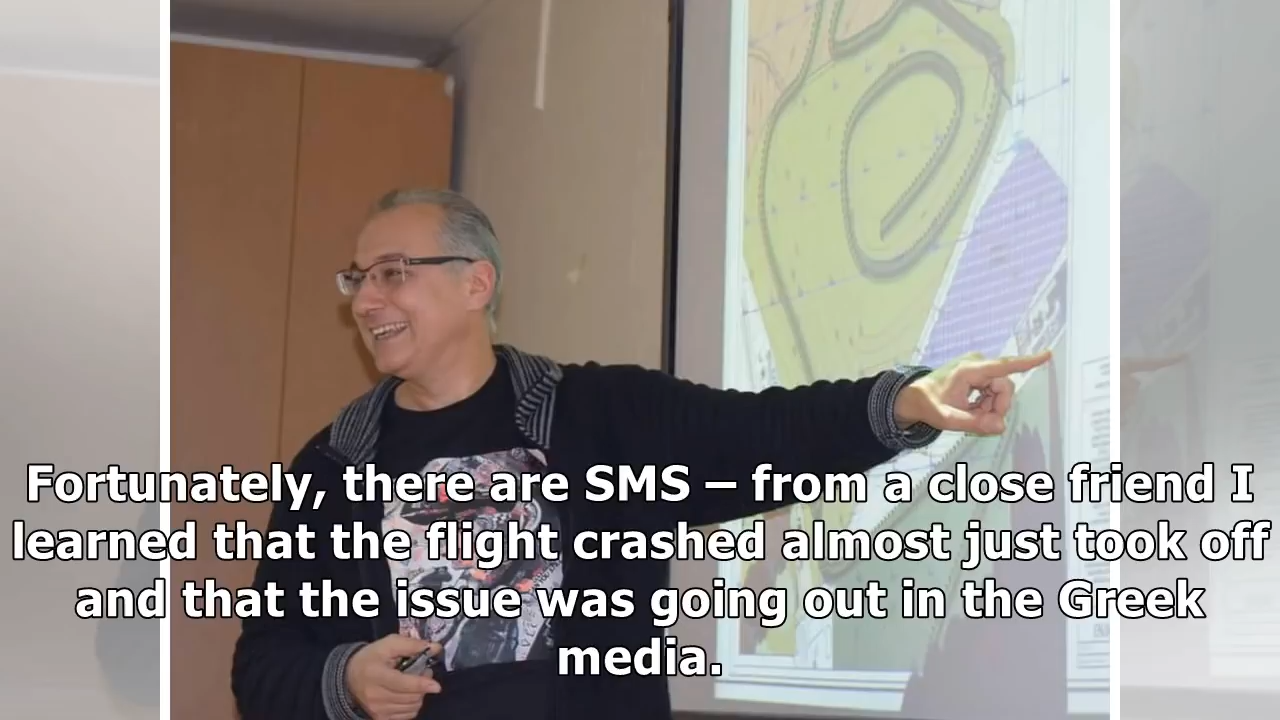 Fortunately, there are SMS – from a close friend I
learned that the flight crashed almost just took off
and that the issue was going out in the Greek
media.